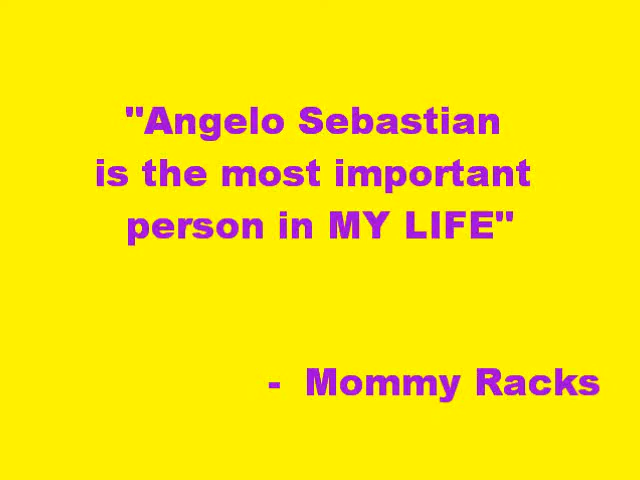 "Angelo Sebastian
is the most important
person in MY LIFE"
- Mommy Racks